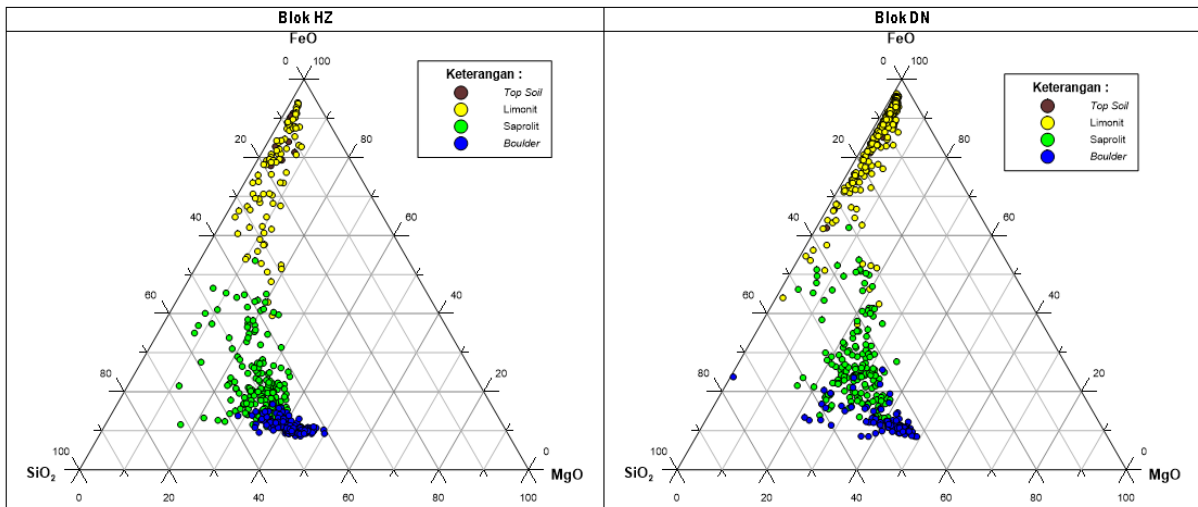 Blok HZ
FeO
0 100
Keterangan :
Top Soil
Limonit
Saprolit
Boulder
20 80
40 60
60 40
80 20
100 0
SiO₂ MgO
0 20 40 60 80 100
Blok DN
FeO
0 100
Keterangan :
Top Soil
Limonit
Saprolit
Boulder
20 80
40 60
60 40
80 20
100 0
SiO₂ MgO
0 20 40 60 80 100